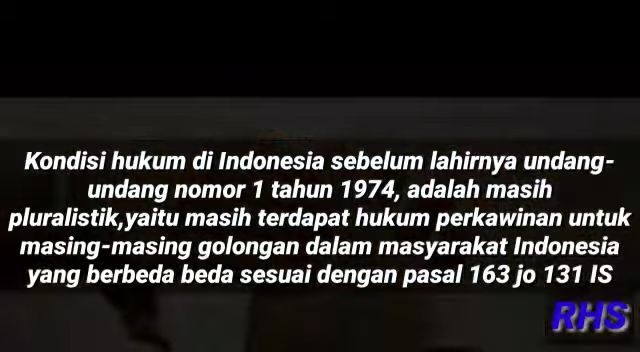 Kondisi hukum di Indonesia sebelum lahirnya undang-
undang nomor 1 tahun 1974, adalah masih
pluralistik,yaitu masih terdapat hukum perkawinan untuk
masing-masing golongan dalam masyarakat Indonesia
yang berbeda beda sesuai dengan pasal 163 jo 131 IS
RHS